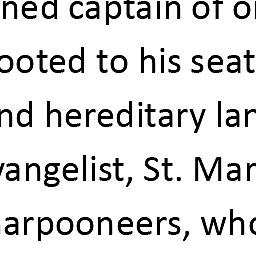 ned captain of o
ooted to his seat
nd hereditary lan
vangelist, St. Mar
arpooneers, who